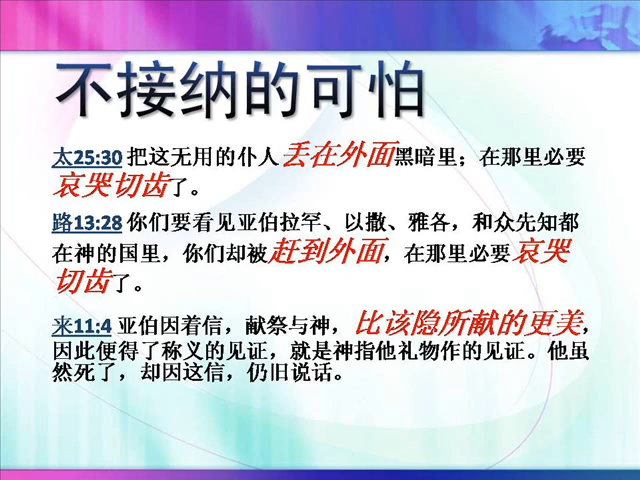 不接纳的可怕
太25:30 把这无用的仆人丢在外面黑暗里；在那里必要
哀哭切齿了。
路13:28 你们要看见亚伯拉罕、以撒、雅各，和众先知都
在神的国里，你们却被赶到外面，在那里必要哀哭
切齿了。
来11:4 亚伯因着信，献祭与神，比该隐所献的更美，
因此便得了称义的见证，就是神指他礼物作的见证。他虽
然死了，却因这信，仍旧说话。